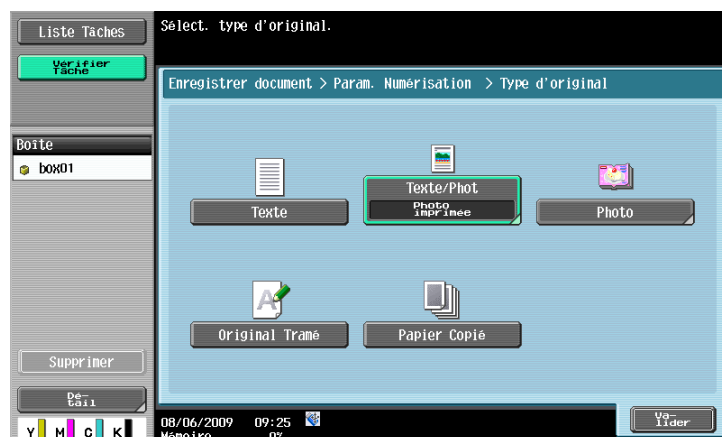 Liste Tâches
Sélect. type d'original.
Vérifier
Tâche
Enregistrer document > Param. Numérisation > Type d'original
Boîte
box01
Texte
Texte/Phot
Photo
imprimée
Photo
Original Tramé
Papier Copié
Supprimer
Dé-
tail
Va-
lider
08/06/2009 09:25
Mémoire 0%
Y M C K